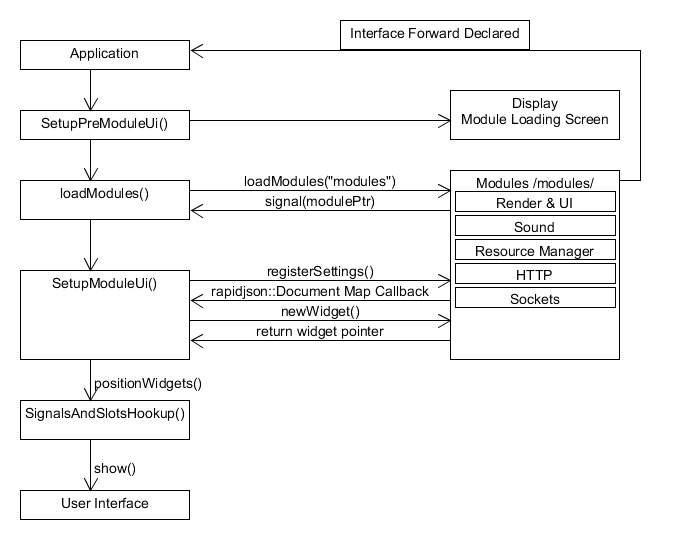 Interface Forward Declared
Application
SetupPreModuleUi()
Display
Module Loading Screen
loadModules()
loadModules("modules")
signal(modulePtr)
Modules /modules/
Render & UI
Sound
Resource Manager
HTTP
Sockets
SetupModuleUi()
registerSettings()
rapidjson::Document Map Callback
newWidget()
return widget pointer
positionWidgets()
SignalsAndSlotsHookup()
show()
User Interface